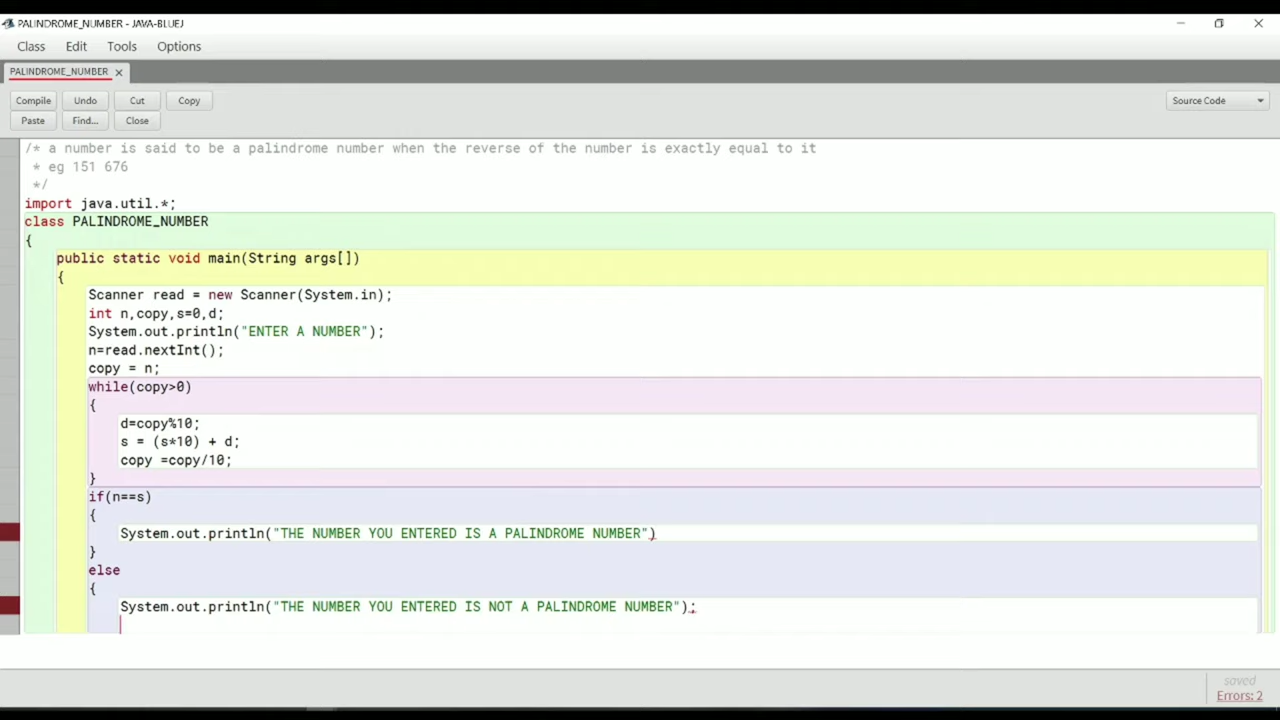 PALINDROME_NUMBER - JAVA-BLUEJ
Class Edit Tools Options
PALINDROME_NUMBER
Compile Undo Cut Copy Source Code
Paste Find... Close
/* a number is said to be a palindrome number when the reverse of the number is exactly equal to it
* eg 151 676
*/
import java.util.*;
class PALINDROME_NUMBER
{
public static void main(String args[])
{
Scanner read = new Scanner(System.in);
int n,copy,s=0,d;
System.out.println("ENTER A NUMBER");
n=read.nextInt();
copy = n;
while(copy>0)
{
d=copy%10;
s = (s*10) + d;
copy =copy/10;
}
if(n==s)
{
System.out.println("THE NUMBER YOU ENTERED IS A PALINDROME NUMBER")
}
else
{
System.out.println("THE NUMBER YOU ENTERED IS NOT A PALINDROME NUMBER");
saved
Errors: 2